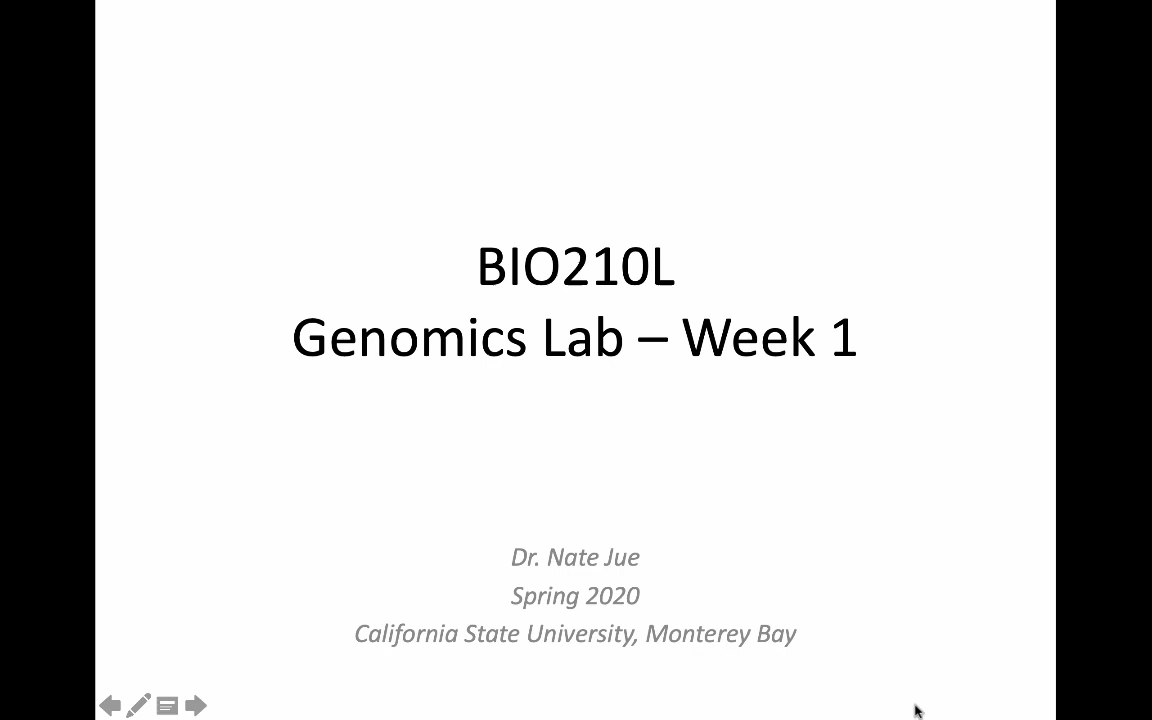 BIO210L
Genomics Lab – Week 1
Dr. Nate Jue
Spring 2020
California State University, Monterey Bay